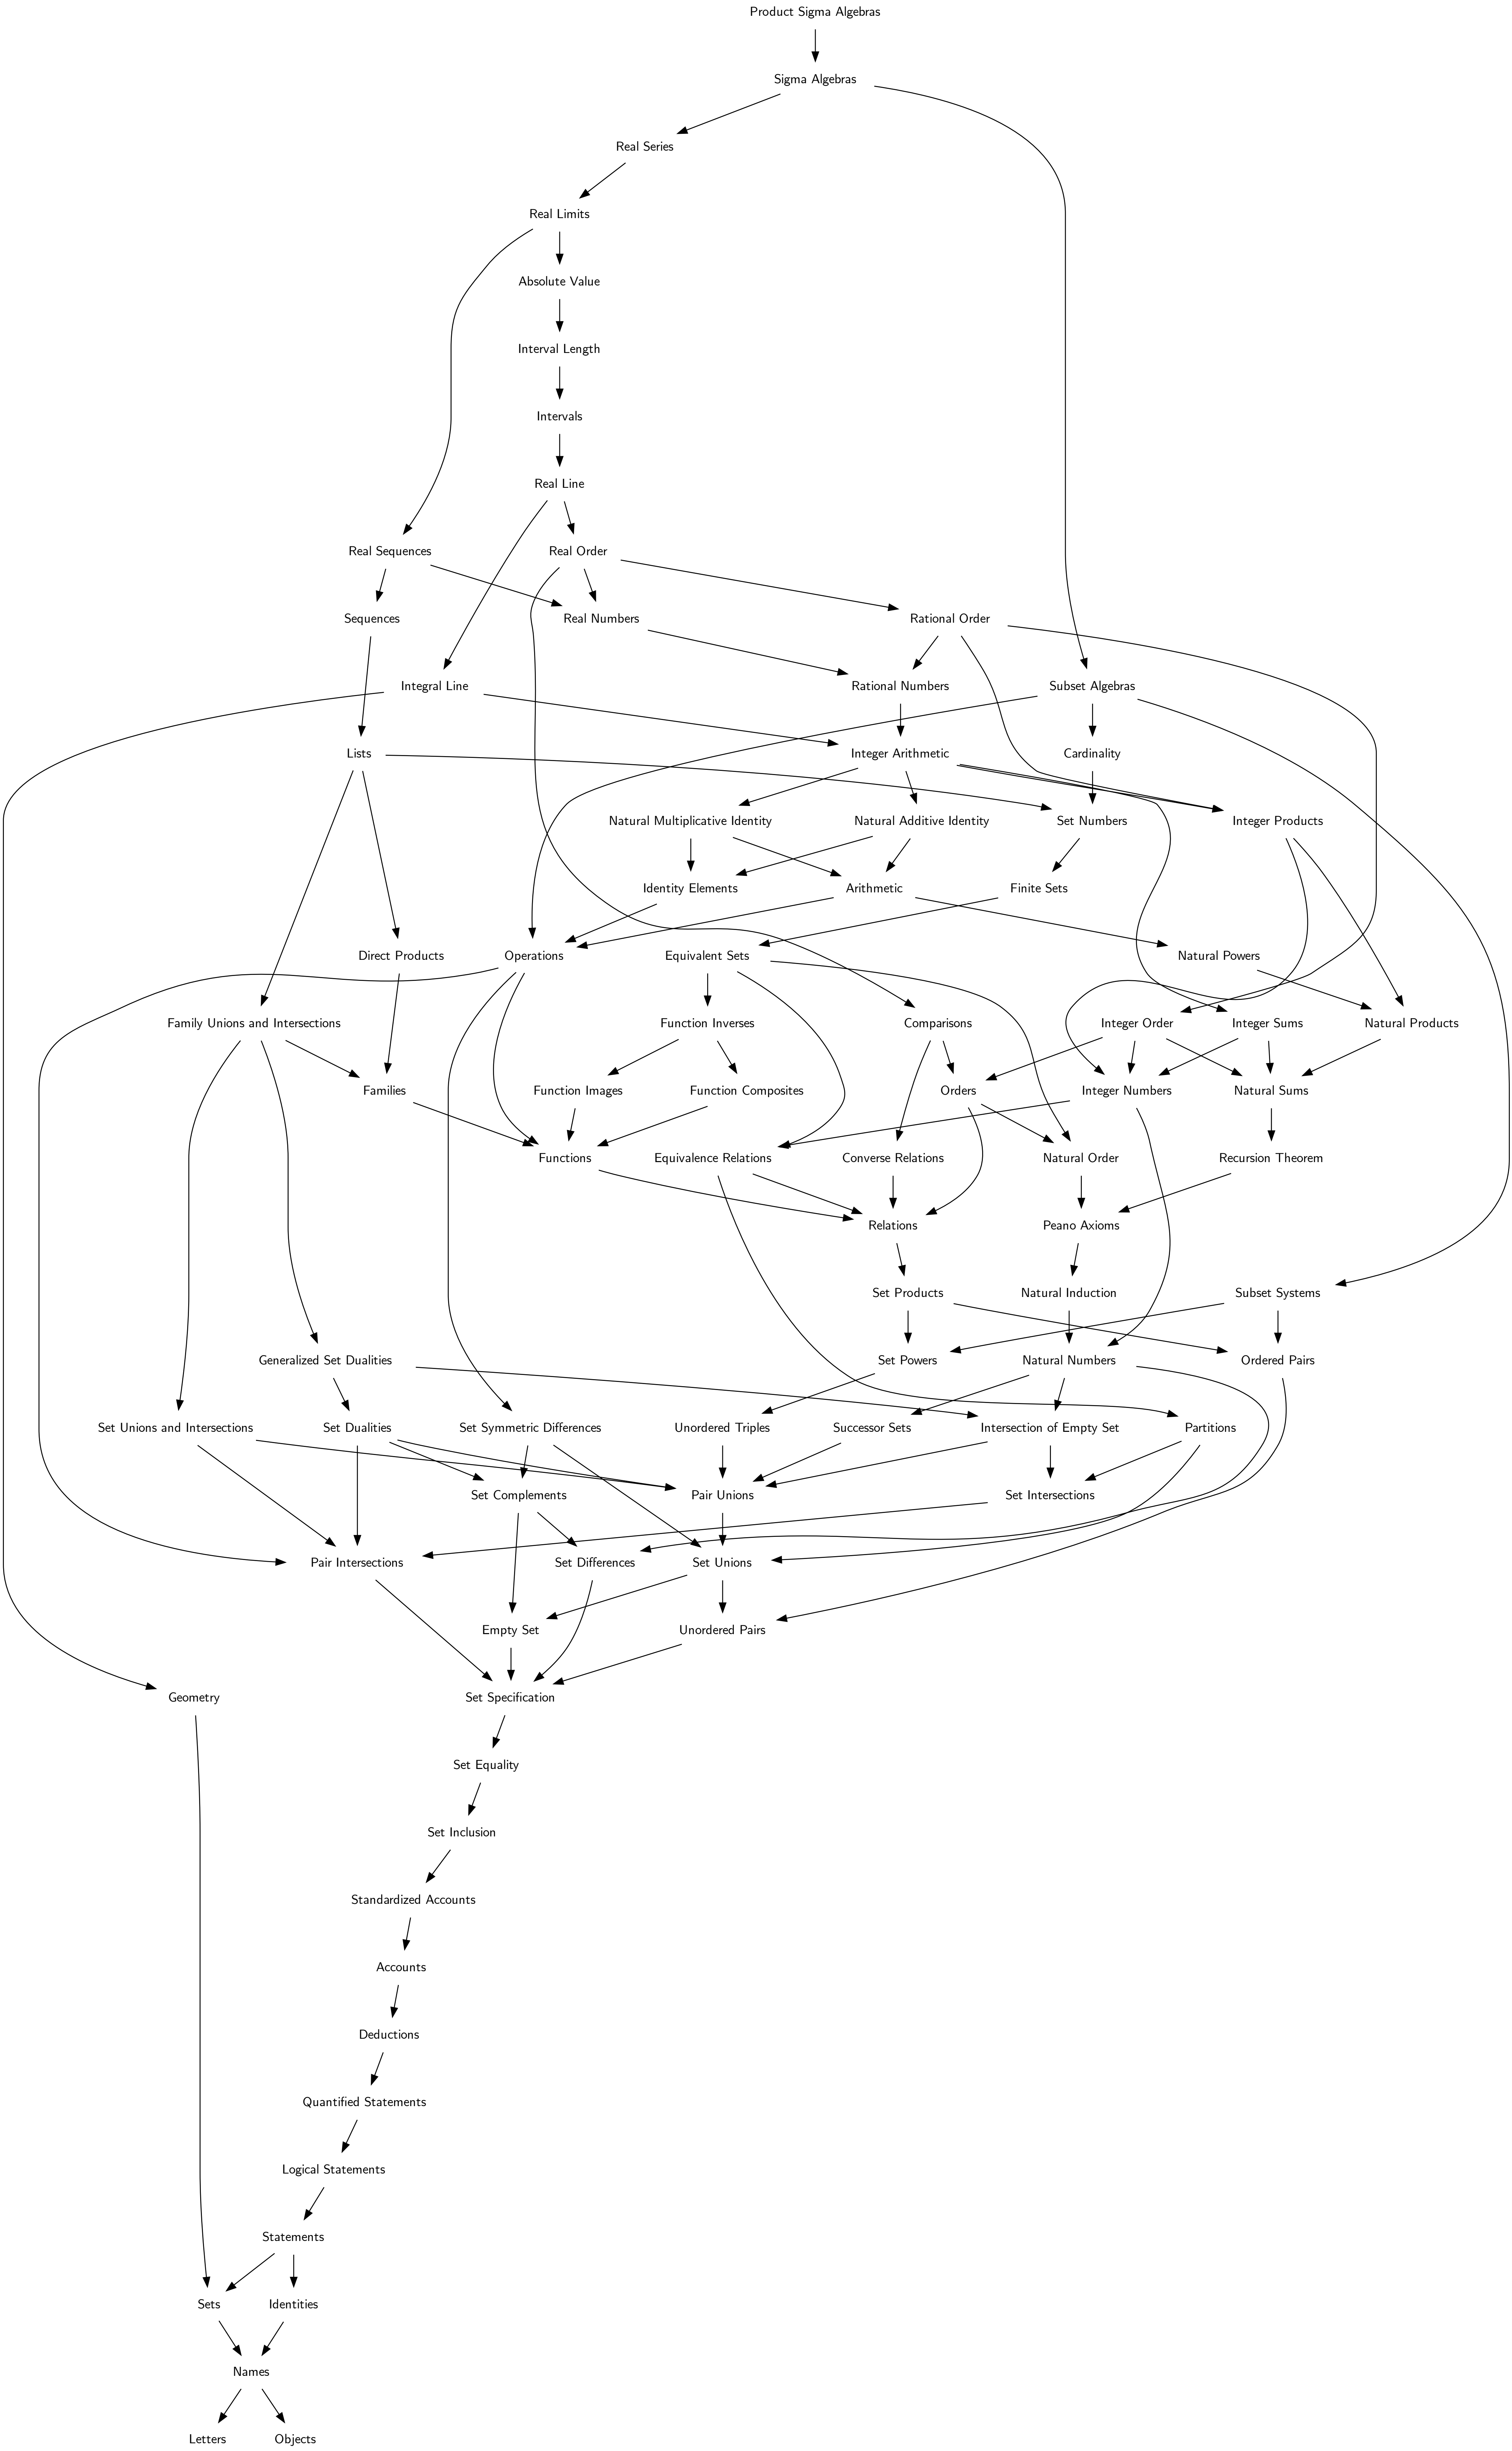 Product Sigma Algebras
Sigma Algebras
Real Series
Real Limits
Absolute Value
Interval Length
Intervals
Real Line
Real Sequences
Real Order
Sequences
Real Numbers
Rational Order
Integral Line
Rational Numbers
Subset Algebras
Lists
Integer Arithmetic
Cardinality
Natural Multiplicative Identity
Natural Additive Identity
Set Numbers
Integer Products
Identity Elements
Arithmetic
Finite Sets
Direct Products
Operations
Equivalent Sets
Natural Powers
Family Unions and Intersections
Function Inverses
Comparisons
Integer Order
Integer Sums
Natural Products
Families
Function Images
Function Composites
Orders
Integer Numbers
Natural Sums
Functions
Equivalence Relations
Converse Relations
Natural Order
Recursion Theorem
Relations
Peano Axioms
Set Products
Natural Induction
Subset Systems
Generalized Set Dualities
Set Powers
Natural Numbers
Ordered Pairs
Set Unions and Intersections
Set Dualities
Set Symmetric Differences
Unordered Triples
Successor Sets
Intersection of Empty Set
Partitions
Set Complements
Pair Unions
Set Intersections
Pair Intersections
Set Differences
Set Unions
Empty Set
Unordered Pairs
Geometry
Set Specification
Set Equality
Set Inclusion
Standardized Accounts
Accounts
Deductions
Quantified Statements
Logical Statements
Statements
Sets
Identities
Names
Letters
Objects